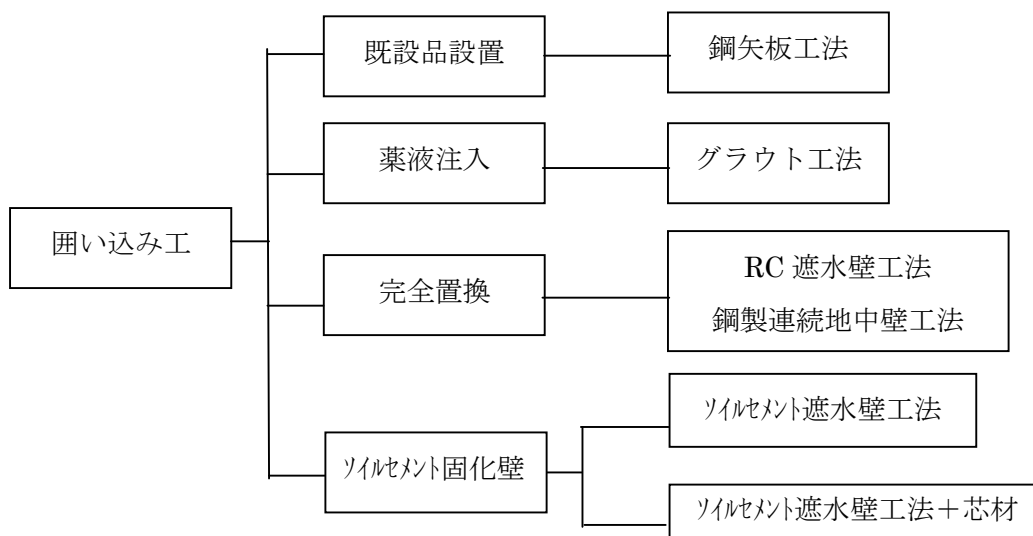 既設品設置
鋼矢板工法
薬液注入
グラウト工法
囲い込み工
完全置換
RC 遮水壁工法
鋼製連続地中壁工法
ｿｲﾙｾﾒﾝﾄ固化壁
ｿｲﾙｾﾒﾝﾄ遮水壁工法
ｿｲﾙｾﾒﾝﾄ遮水壁工法＋芯材